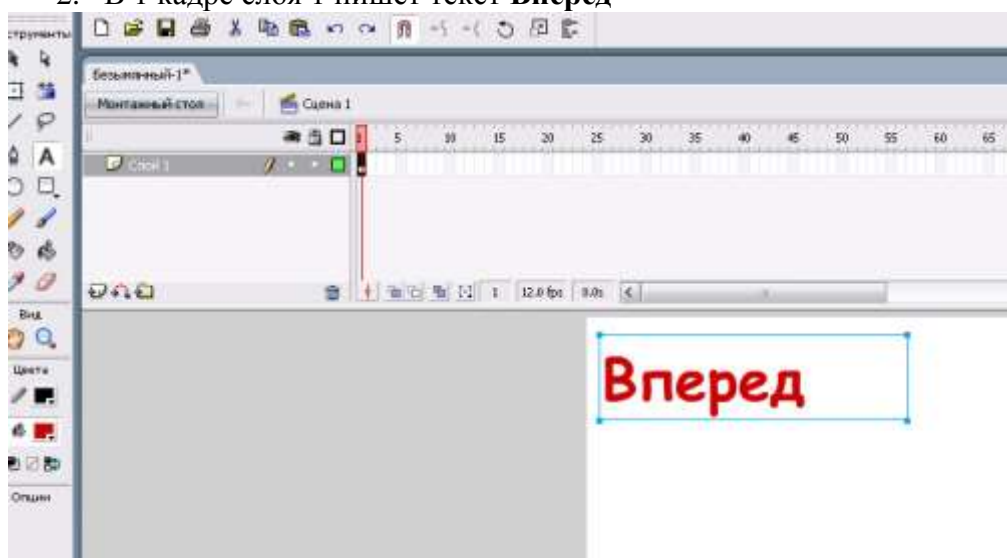 2. В 1 кадре слоя 1 пишет текст Вперед
струменты
безымянный-1*
Монтажный стол
Сцена 1
5 10 15 20 25 30 35 40 45 50 55 60 65
Слой 1
1 12.0 fps 0.0s
Вид
Цвета
Опции
Вперед